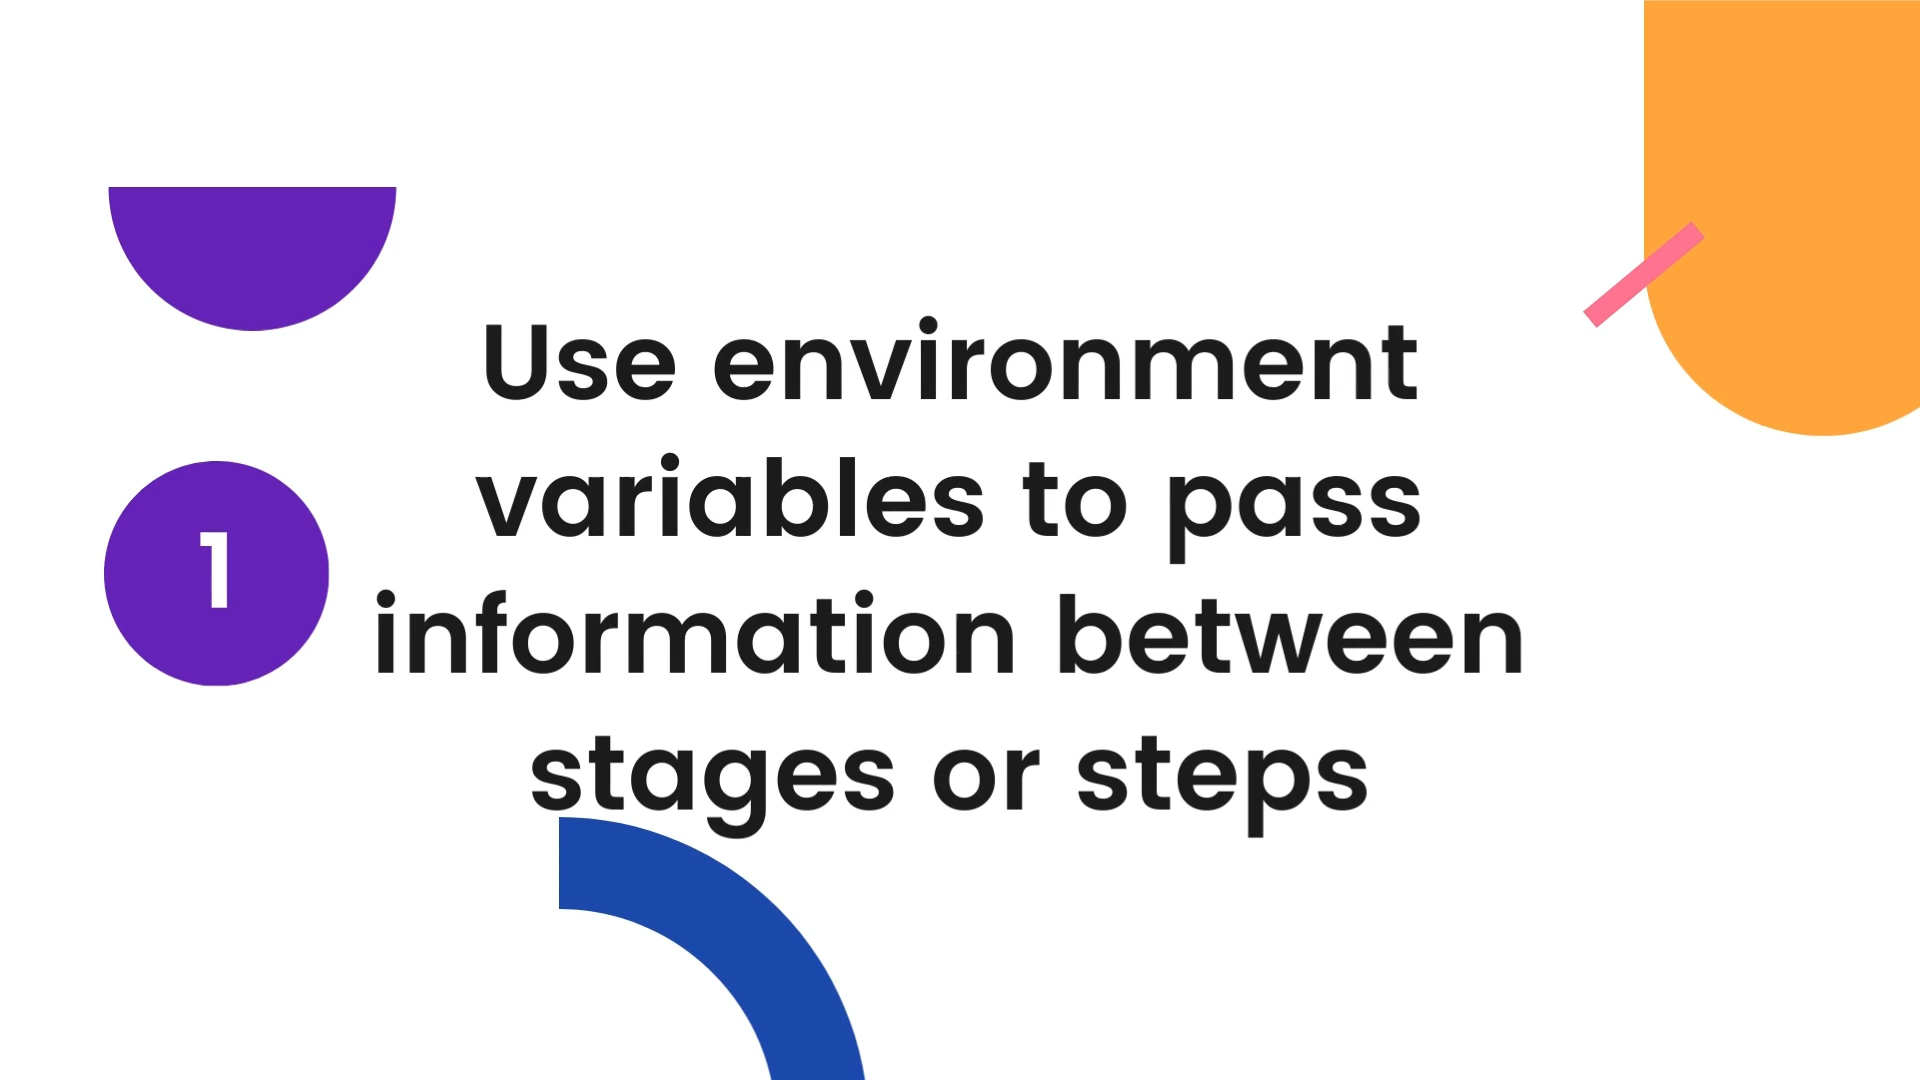 1
Use environment
variables to pass
information between
stages or steps